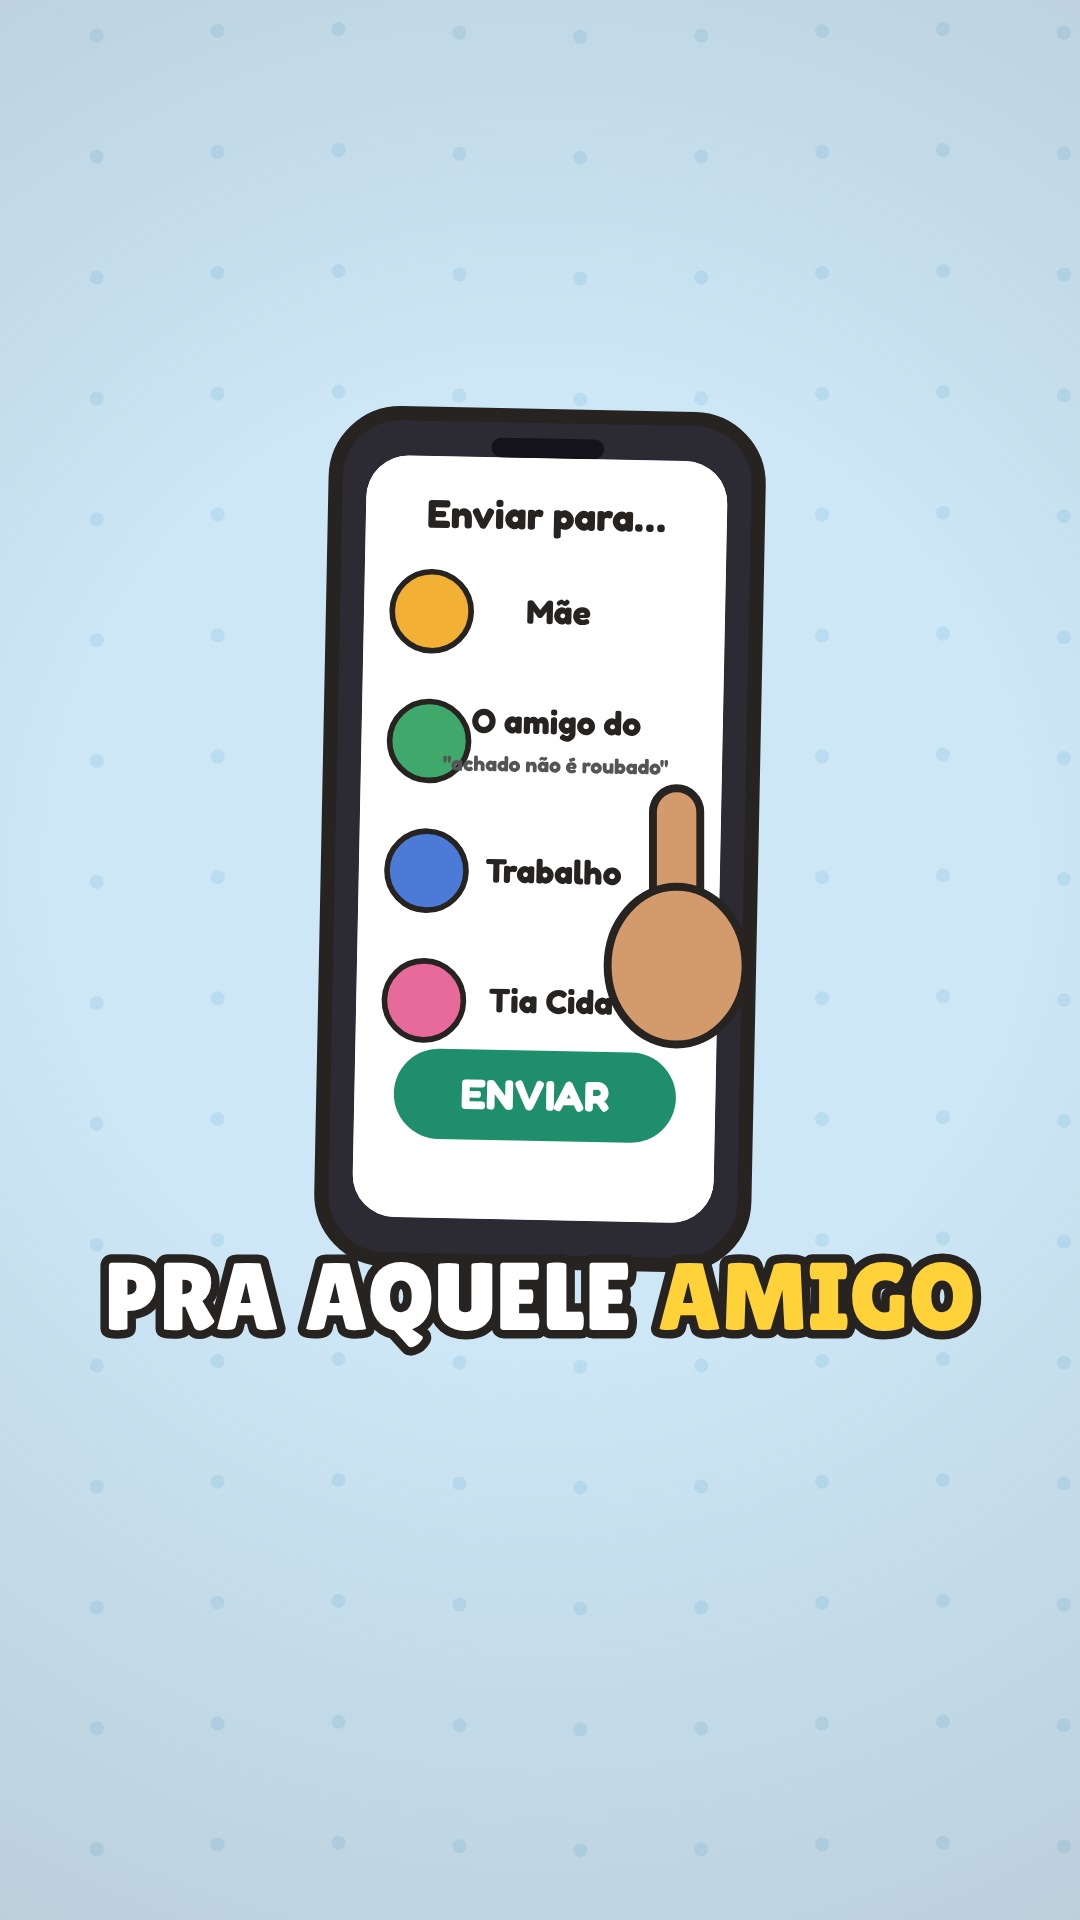 Enviar para...
Mãe
O amigo do
"achado não é roubado"
Trabalho
Tia Cida
ENVIAR
PRA AQUELE AMIGO